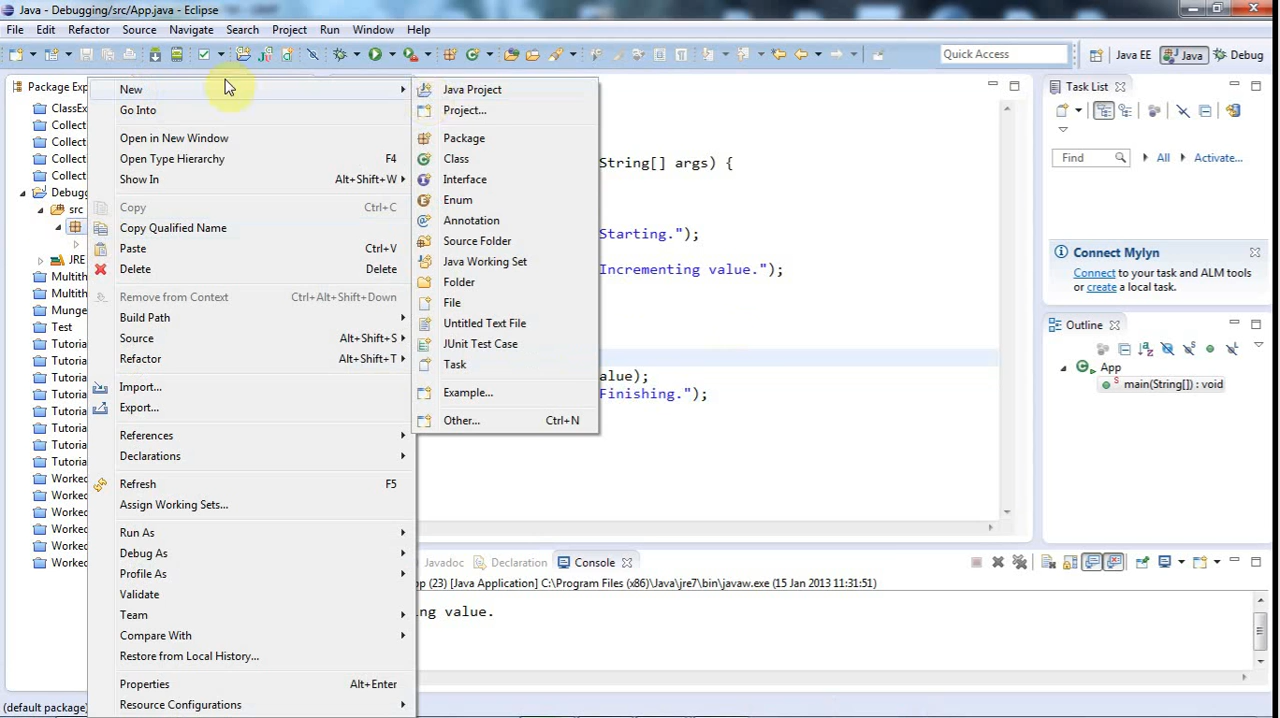 Java - Debugging/src/App.java - Eclipse
File Edit Refactor Source Navigate Search Project Run Window Help
Quick Access Java EE Java Debug
Package Exp
ClassEx
Collect
Collect
Collect
Collect
Debugg
src
JRE
Multith
Multith
Munge
Test
Tutoria
Tutoria
Tutoria
Tutoria
Tutoria
Tutoria
Tutoria
Worked
Worked
Worked
Worked
Worked
Worked
(default package)
New
Go Into
Open in New Window
Open Type Hierarchy F4
Show In Alt+Shift+W
Copy Ctrl+C
Copy Qualified Name
Paste Ctrl+V
Delete Delete
Remove from Context Ctrl+Alt+Shift+Down
Build Path
Source Alt+Shift+S
Refactor Alt+Shift+T
Import...
Export...
References
Declarations
Refresh F5
Assign Working Sets...
Run As
Debug As
Profile As
Validate
Team
Compare With
Restore from Local History...
Properties Alt+Enter
Resource Configurations
Java Project
Project...
Package
Class
Interface
Enum
Annotation
Source Folder
Java Working Set
Folder
File
Untitled Text File
JUnit Test Case
Task
Example...
Other... Ctrl+N
String[] args) {
Starting.");
Incrementing value.");
alue);
Finishing.");
Javadoc Declaration Console
pp (23) [Java Application] C:\Program Files (x86)\Java\jre7\bin\javaw.exe (15 Jan 2013 11:31:51)
ng value.
Task List
Find All Activate...
Connect Mylyn
Connect to your task and ALM tools
or create a local task.
Outline
App
main(String[]) : void